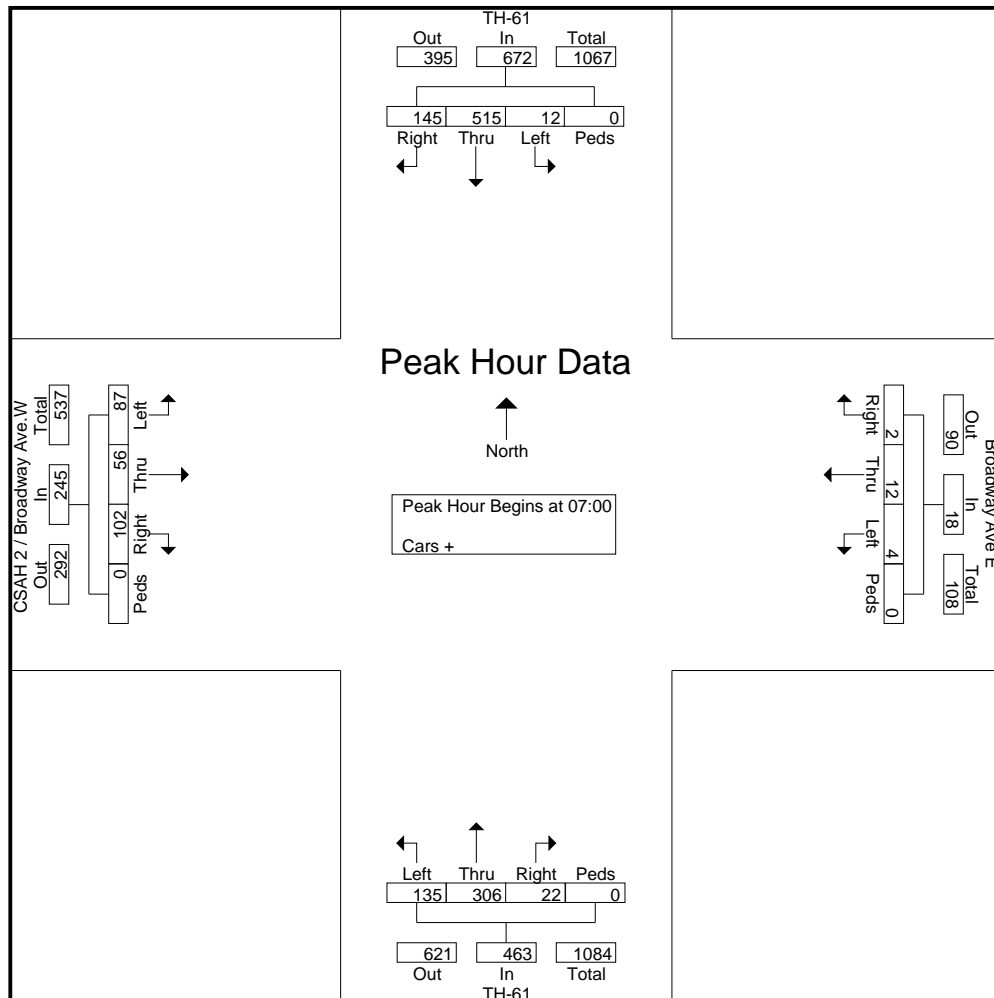 TH-61
Out In Total
395 672 1067
145 515 12 0
Right Thru Left Peds
Peak Hour Data
North
Peak Hour Begins at 07:00
Cars +
CSAH 2 / Broadway Ave.W
Total In Out
537 245 292
87 56 102 0
Left Thru Right Peds
Broadway Ave E
Out In Total
90 18 108
2 12 4 0
Right Thru Left Peds
Left Thru Right Peds
135 306 22 0
621 463 1084
Out In Total
TH-61